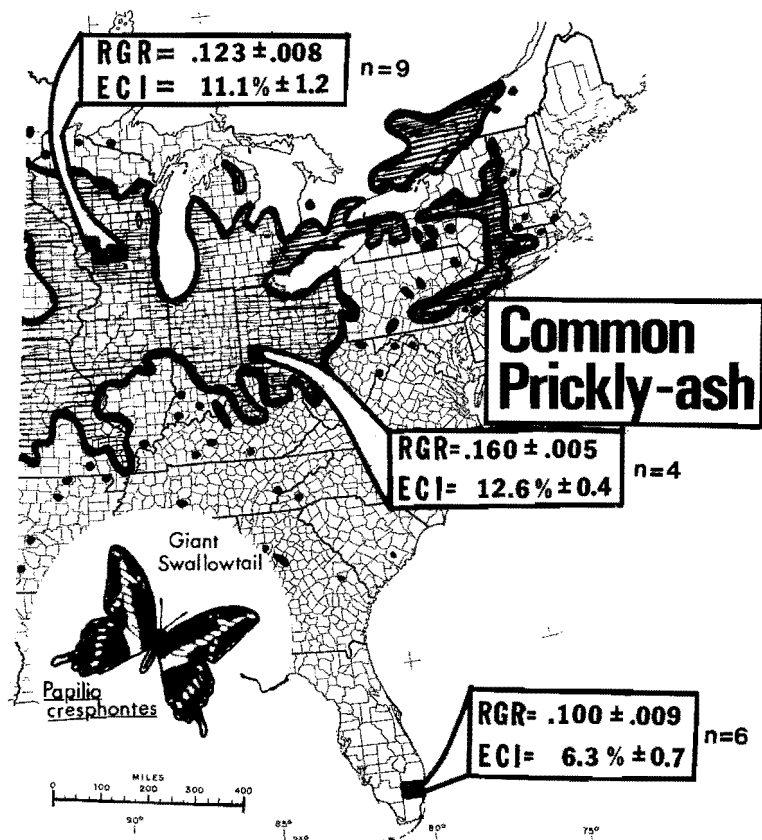 RGR= .123 ±.008
ECI= 11.1% ±1.2
n=9
Common
Prickly-ash
RGR=.160 ±.005
ECI= 12.6% ±0.4
n=4
Giant
Swallowtail
Papilio
cresphontes
RGR= .100 ±.009
ECI= 6.3% ±0.7
n=6
MILES
0 100 200 300 400
90° 85° 80° 75°